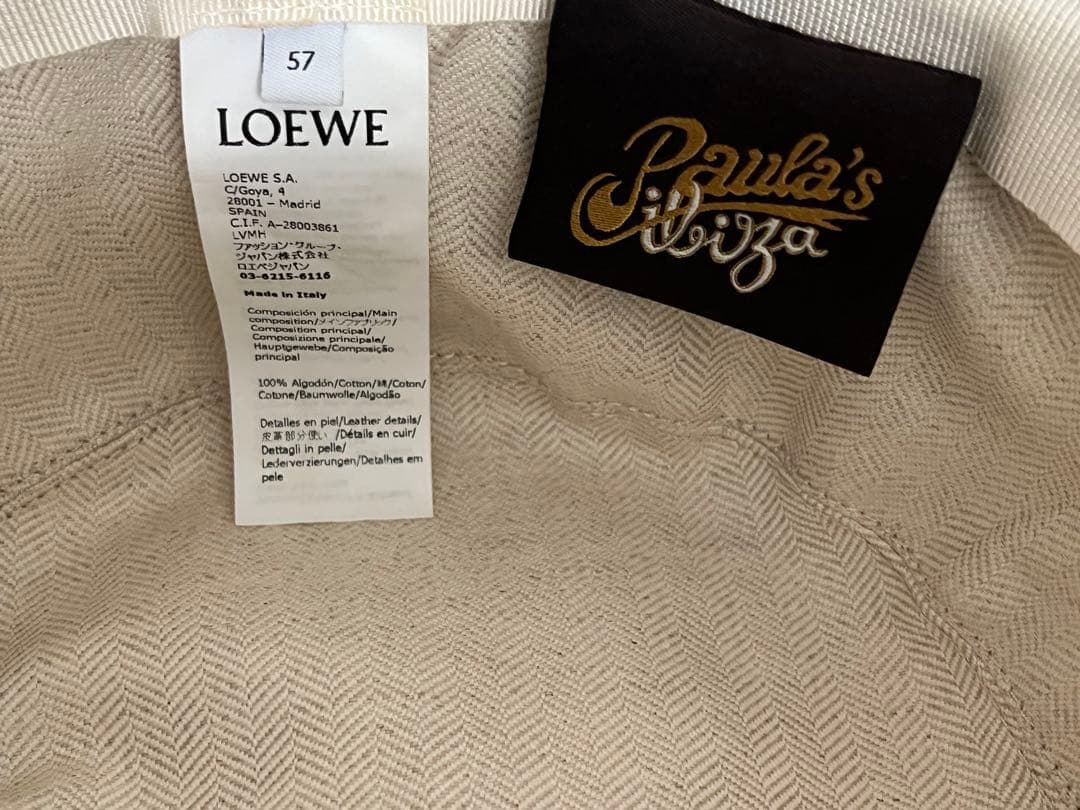 57
LOEWE
LOEWE S.A.
C/Goya, 4
28001 – Madrid
SPAIN
C.I.F. A-28003861
LVMH
ファッション・グループ・
ジャパン株式会社
ロエベジャパン
03-6215-6116
Made in Italy
Composición principal/Main
composition/メインファブリック/
Composition principal/
Composizione principale/
Hauptgewebe/Composição
principal
100% Algodón/Cotton/綿/Coton/
Cotone/Baumwolle/Algodão
Detalles en piel/Leather details/
皮革部分使い /Détails en cuir/
Dettagli in pelle/
Lederverzierungen/Detalhes em
pele
Paula's
ibiza